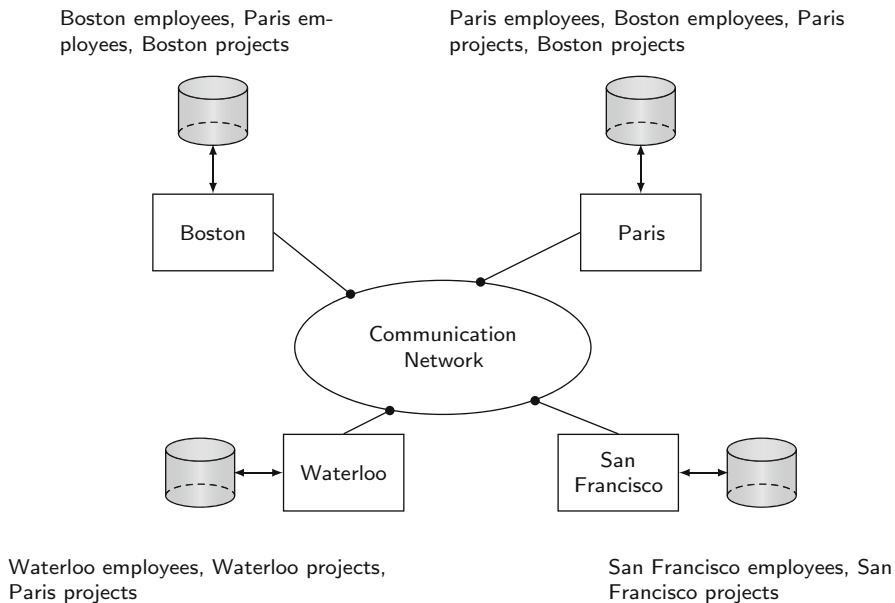 Boston employees, Paris em-
ployees, Boston projects
Paris employees, Boston employees, Paris
projects, Boston projects
Boston
Paris
Communication
Network
Waterloo
San
Francisco
Waterloo employees, Waterloo projects,
Paris projects
San Francisco employees, San
Francisco projects